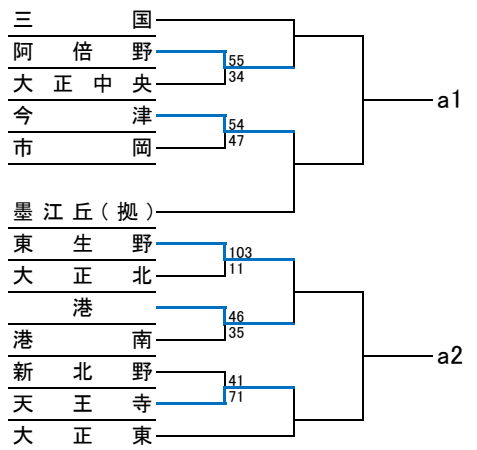 三国
阿倍野
55
34
大正中央
今津
54
47
市岡
a1
墨江丘(拠)
東生野
103
11
大正北
港
46
35
港南
a2
新北野
41
71
天王寺
大正東